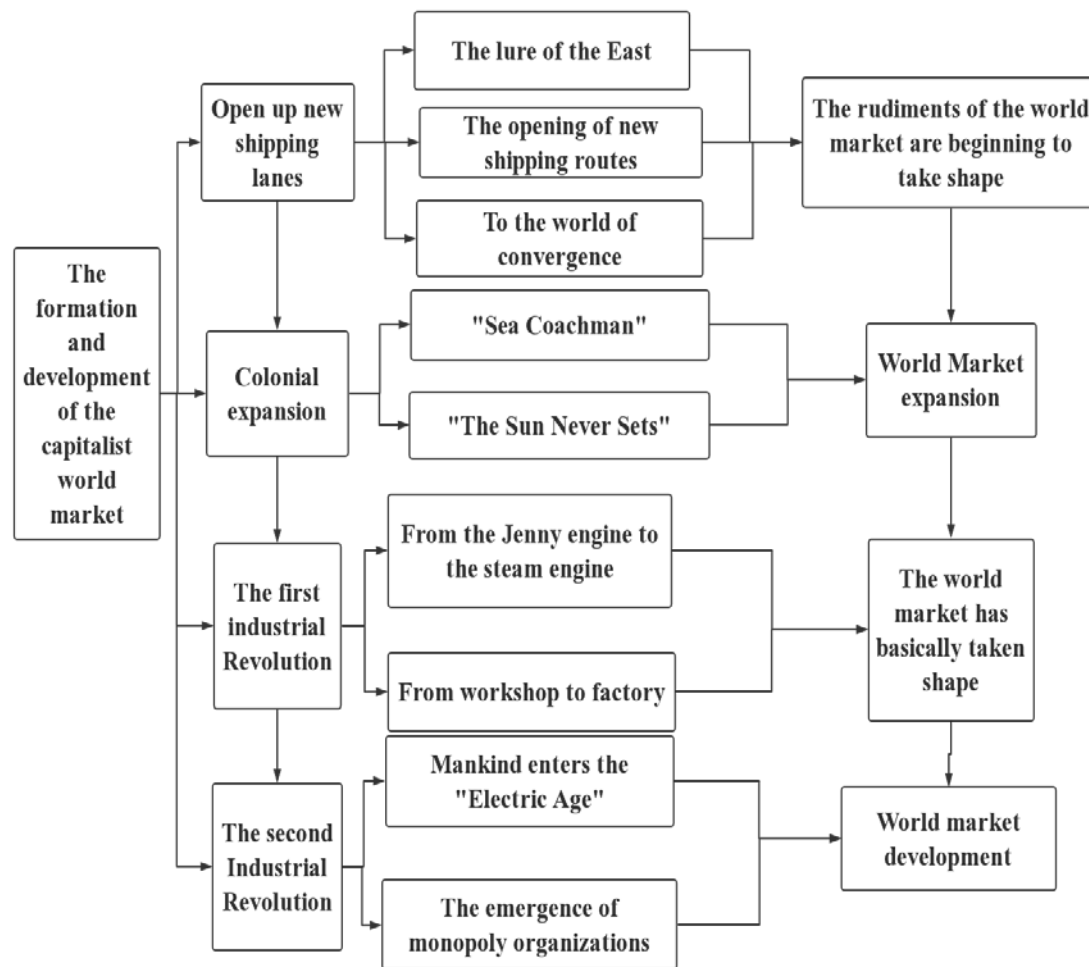 The
formation
and
development
of the
capitalist
world
market
Open up new
shipping
lanes
The lure of the East
The opening of new
shipping routes
To the world of
convergence
The rudiments of the world
market are beginning to
take shape
Colonial
expansion
"Sea Coachman"
"The Sun Never Sets"
World Market
expansion
The first
industrial
Revolution
From the Jenny engine to
the steam engine
From workshop to factory
The world
market has
basically taken
shape
The second
Industrial
Revolution
Mankind enters the
"Electric Age"
The emergence of
monopoly organizations
World market
development